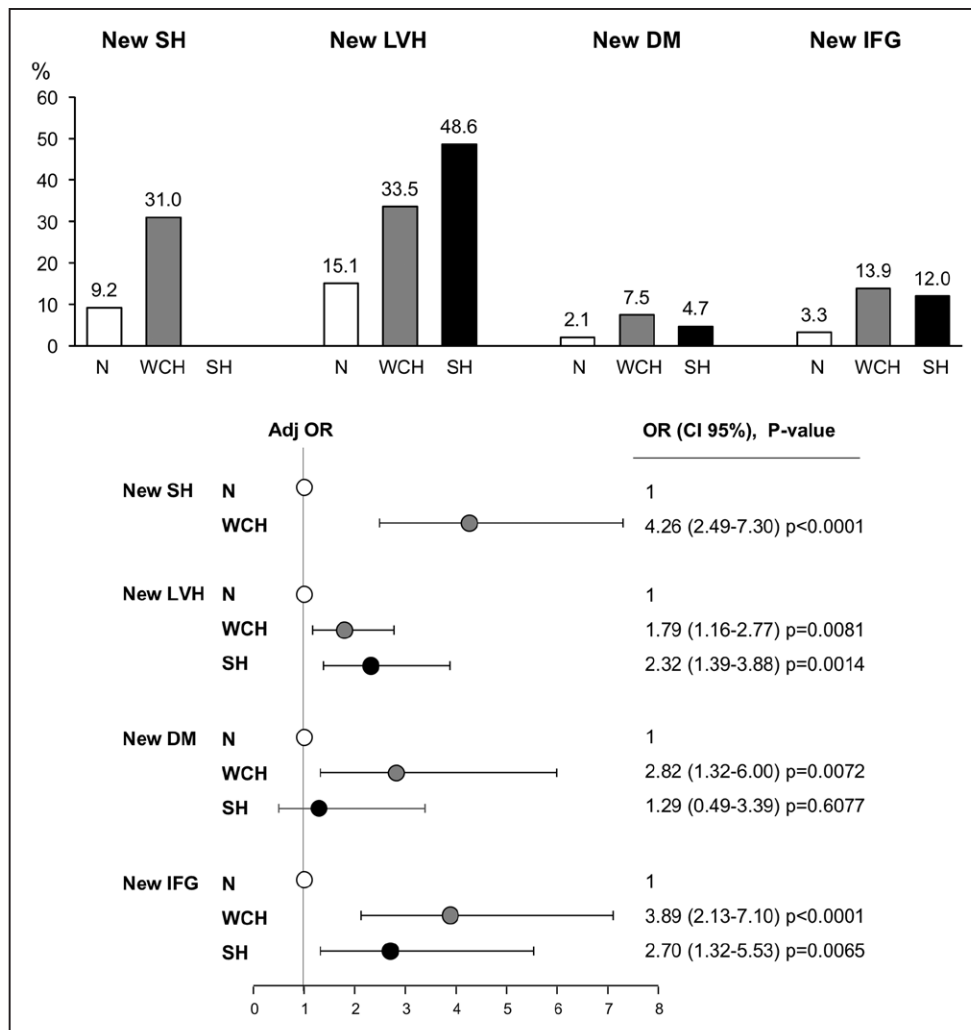 New SH New LVH New DM New IFG
%
60
50
40
30
20
10
0
9.2 31.0
15.1 33.5 48.6
2.1 7.5 4.7
3.3 13.9 12.0
N WCH SH N WCH SH N WCH SH N WCH SH
Adj OR OR (CI 95%), P-value
New SH N 1
WCH 4.26 (2.49-7.30) p<0.0001
New LVH N 1
WCH 1.79 (1.16-2.77) p=0.0081
SH 2.32 (1.39-3.88) p=0.0014
New DM N 1
WCH 2.82 (1.32-6.00) p=0.0072
SH 1.29 (0.49-3.39) p=0.6077
New IFG N 1
WCH 3.89 (2.13-7.10) p<0.0001
SH 2.70 (1.32-5.53) p=0.0065
0 1 2 3 4 5 6 7 8